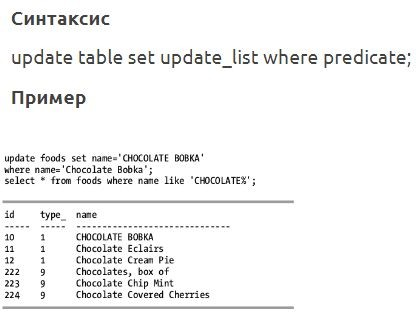 Синтаксис
update table set update_list where predicate;
Пример
update foods set name='CHOCOLATE BOBKA'
where name='Chocolate Bobka';
select * from foods where name like 'CHOCOLATE%';
id type_ name
----- ----- ------------------------------
10 1 CHOCOLATE BOBKA
11 1 Chocolate Eclairs
12 1 Chocolate Cream Pie
222 9 Chocolates, box of
223 9 Chocolate Chip Mint
224 9 Chocolate Covered Cherries